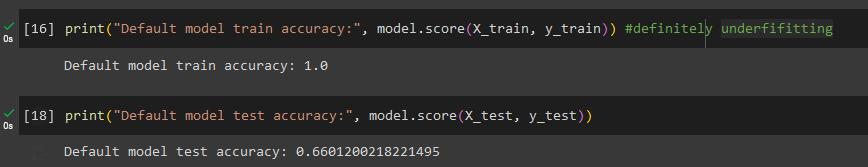 [16] print("Default model train accuracy:", model.score(X_train, y_train)) #definitely underfifitting
0s
Default model train accuracy: 1.0
[18] print("Default model test accuracy:", model.score(X_test, y_test))
0s
Default model test accuracy: 0.6601200218221495